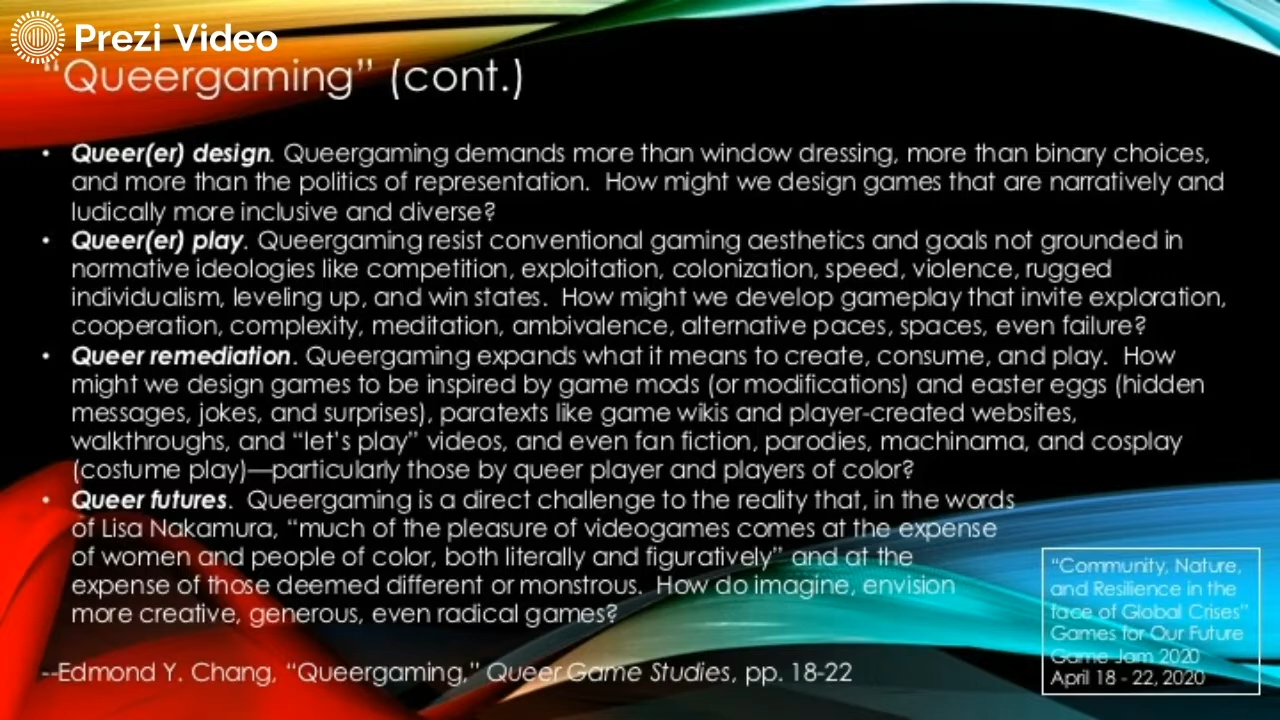 Prezi Video
“Queergaming” (cont.)
• Queer(er) design. Queergaming demands more than window dressing, more than binary choices,
and more than the politics of representation. How might we design games that are narratively and
ludically more inclusive and diverse?
• Queer(er) play. Queergaming resist conventional gaming aesthetics and goals not grounded in
normative ideologies like competition, exploitation, colonization, speed, violence, rugged
individualism, leveling up, and win states. How might we develop gameplay that invite exploration,
cooperation, complexity, meditation, ambivalence, alternative paces, spaces, even failure?
• Queer remediation. Queergaming expands what it means to create, consume, and play. How
might we design games to be inspired by game mods (or modifications) and easter eggs (hidden
messages, jokes, and surprises), paratexts like game wikis and player-created websites,
walkthroughs, and “let’s play” videos, and even fan fiction, parodies, machinama, and cosplay
(costume play)—particularly those by queer player and players of color?
• Queer futures. Queergaming is a direct challenge to the reality that, in the words
of Lisa Nakamura, “much of the pleasure of videogames comes at the expense
of women and people of color, both literally and figuratively” and at the
expense of those deemed different or monstrous. How do imagine, envision
more creative, generous, even radical games?
--Edmond Y. Chang, “Queergaming,” Queer Game Studies, pp. 18-22
“Community, Nature,
and Resilience in the
face of Global Crises”
Games for Our Future
Game Jam 2020
April 18 - 22, 2020